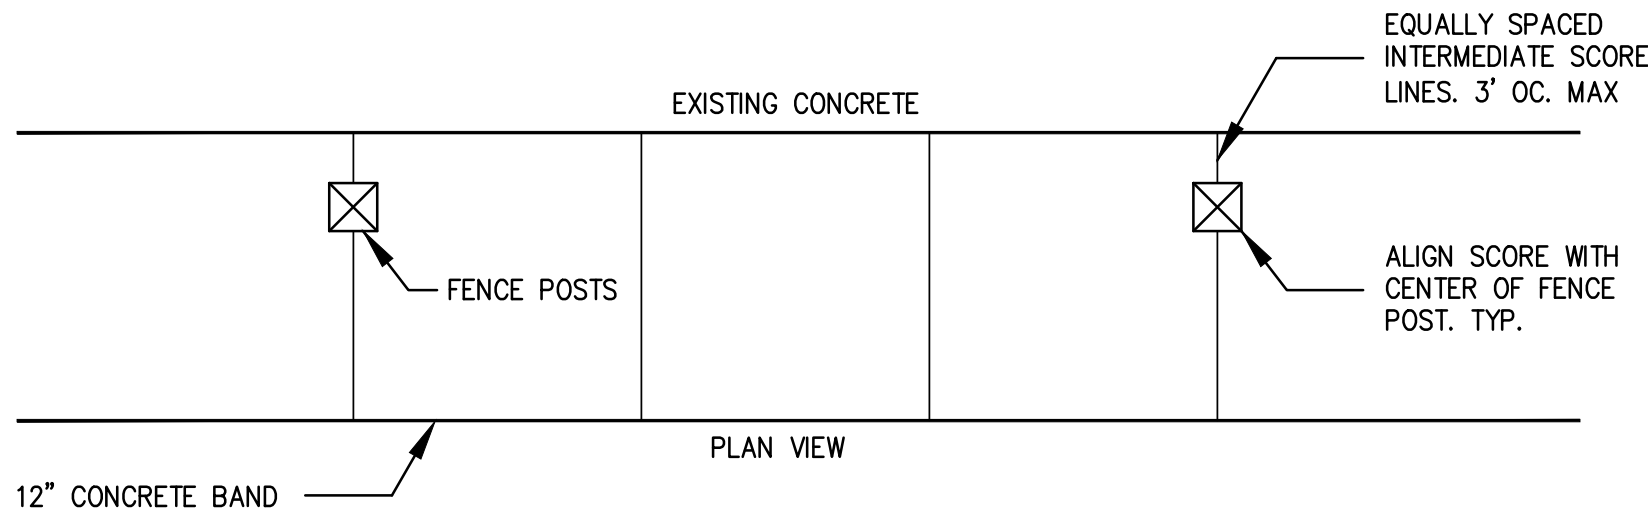 EQUALLY SPACED
INTERMEDIATE SCORE
LINES. 3' OC. MAX
EXISTING CONCRETE
FENCE POSTS
ALIGN SCORE WITH
CENTER OF FENCE
POST. TYP.
PLAN VIEW
12" CONCRETE BAND